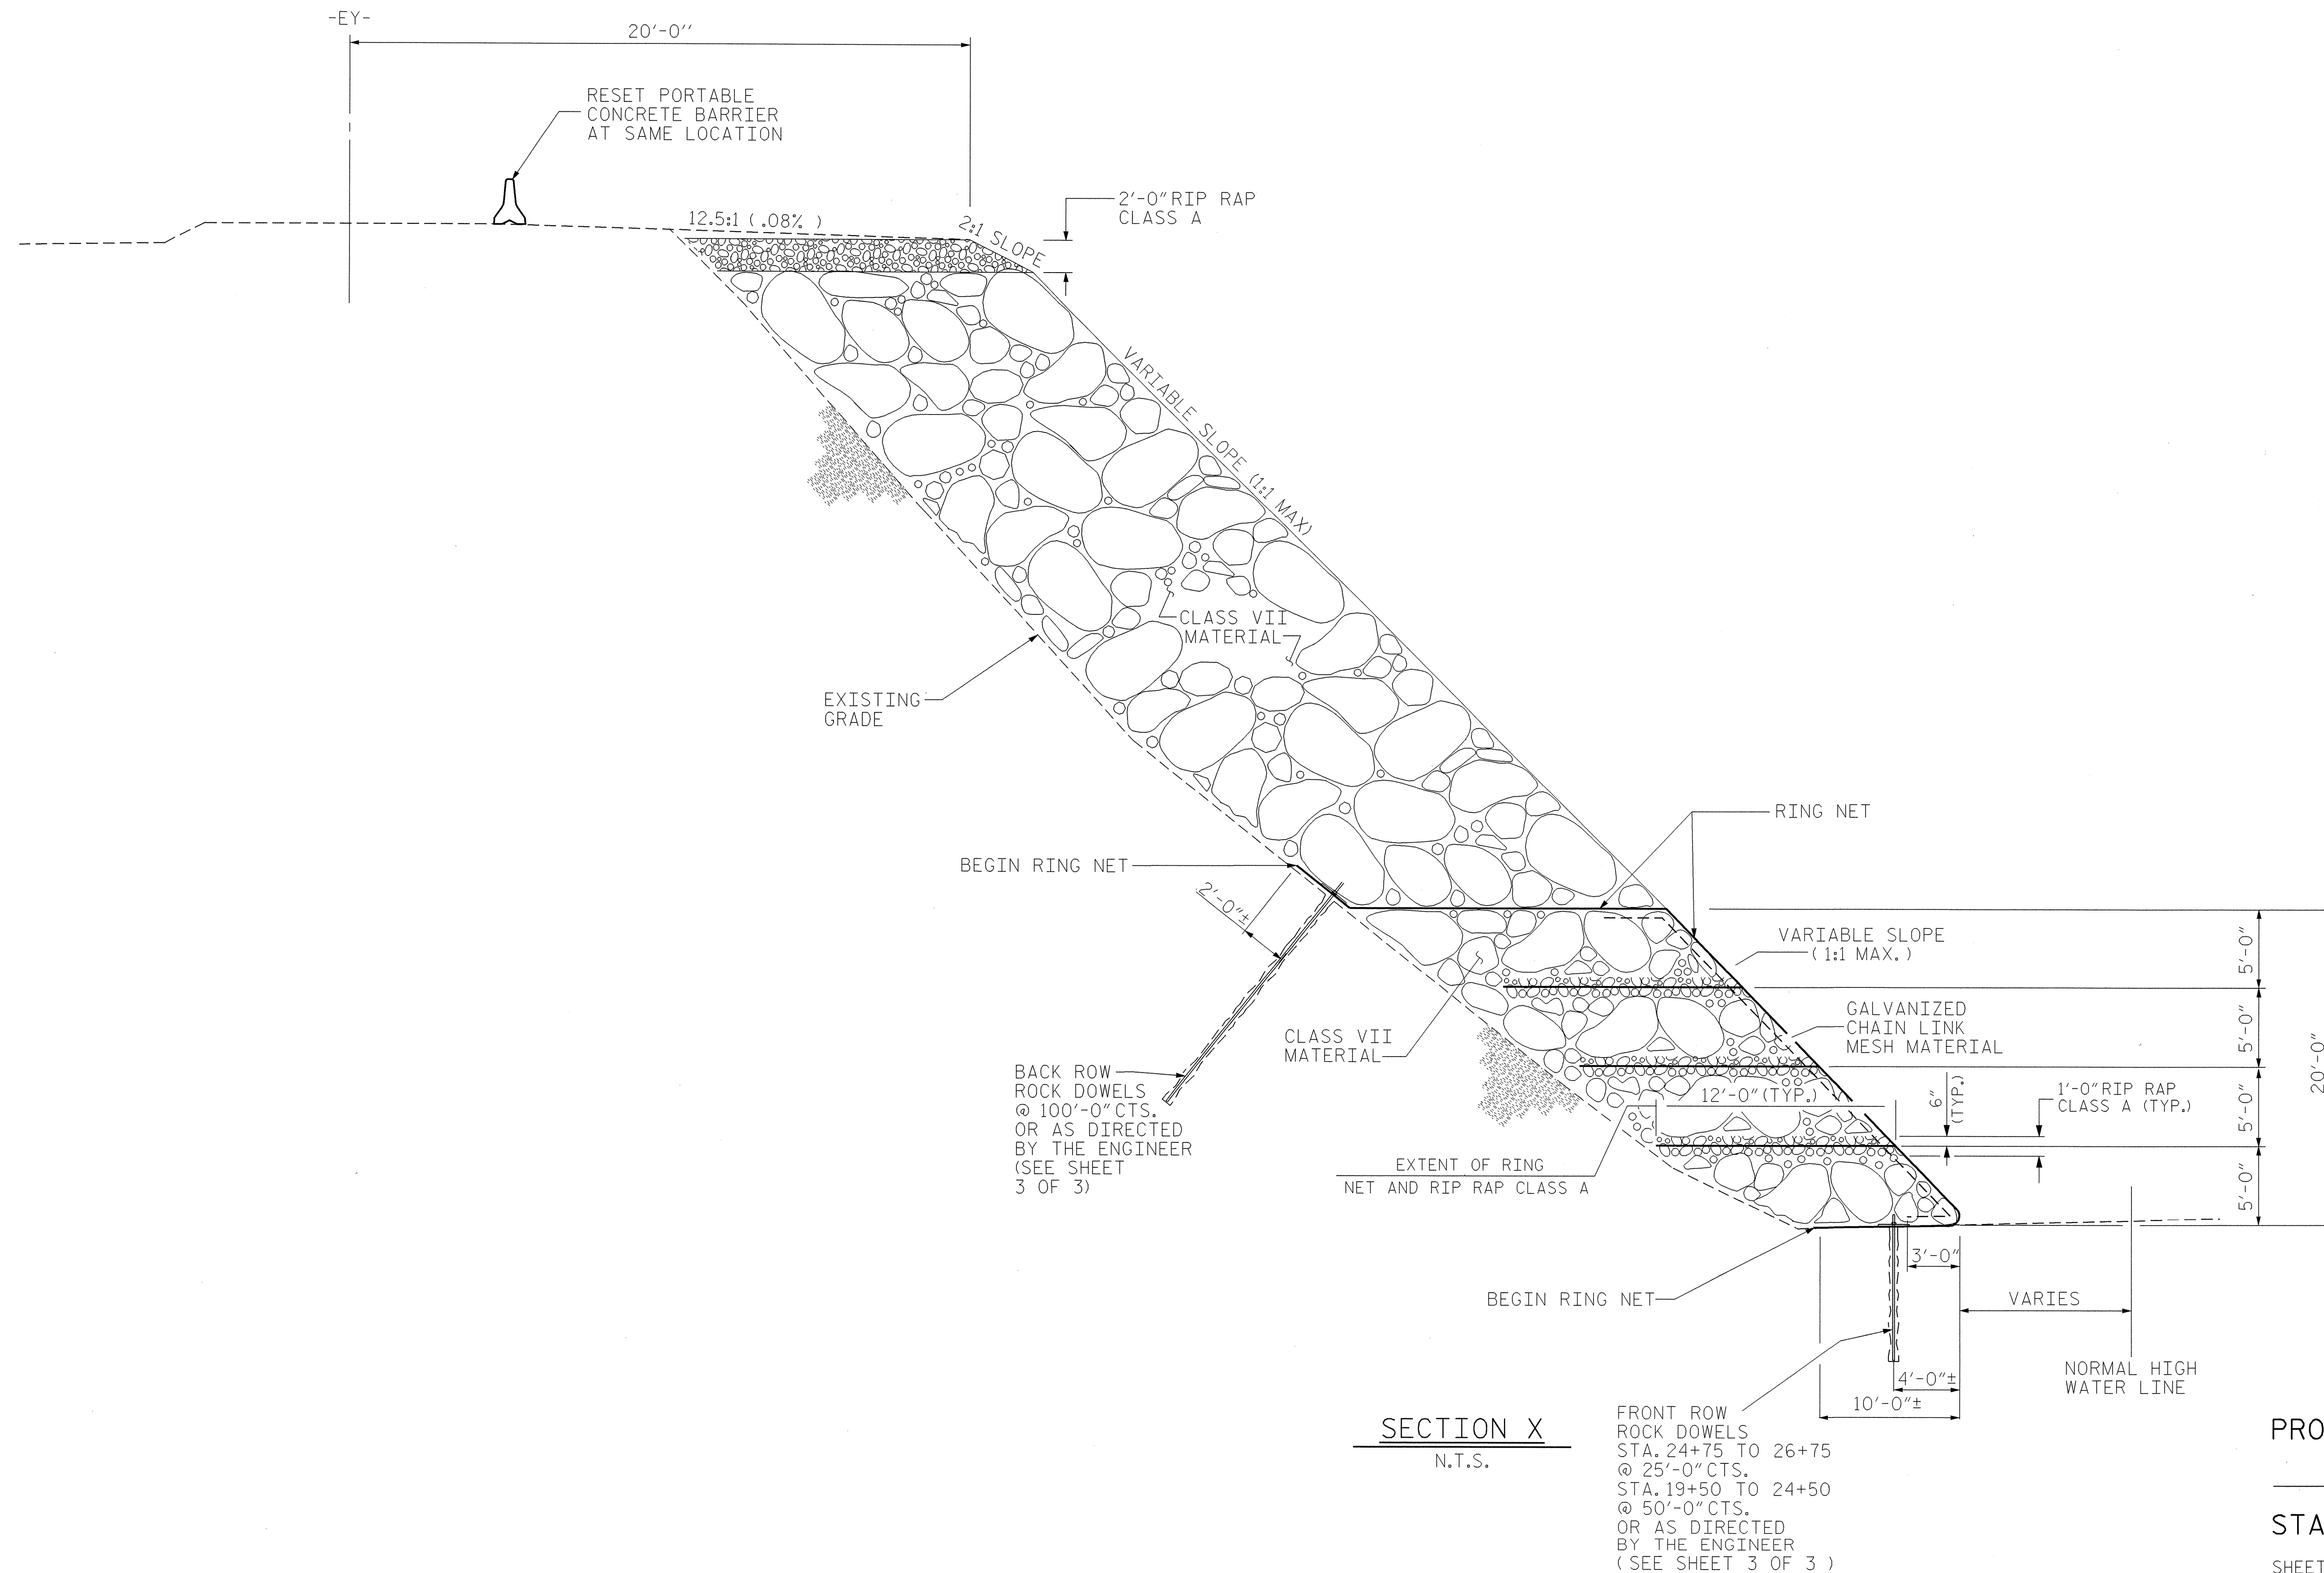 -EY-
20'-0''
RESET PORTABLE
CONCRETE BARRIER
AT SAME LOCATION
2'-0" RIP RAP
CLASS A
12.5:1 (.08% )
2:1 SLOPE
VARIABLE SLOPE (1:1 MAX)
CLASS VII
MATERIAL
EXISTING
GRADE
RING NET
BEGIN RING NET
2'-0"±
VARIABLE SLOPE
(1:1 MAX.)
5'-0"
GALVANIZED
CHAIN LINK
MESH MATERIAL
5'-0"
20'-0"
CLASS VII
MATERIAL
BACK ROW
ROCK DOWELS
@ 100'-0" CTS.
OR AS DIRECTED
BY THE ENGINEER
(SEE SHEET
3 OF 3)
12'-0" (TYP.)
6"
(TYP.)
1'-0" RIP RAP
CLASS A (TYP.)
5'-0"
EXTENT OF RING
NET AND RIP RAP CLASS A
5'-0"
3'-0"
BEGIN RING NET
VARIES
NORMAL HIGH
WATER LINE
4'-0"±
10'-0"±
SECTION X
N.T.S.
FRONT ROW
ROCK DOWELS
STA. 24+75 TO 26+75
@ 25'-0" CTS.
STA. 19+50 TO 24+50
@ 50'-0" CTS.
OR AS DIRECTED
BY THE ENGINEER
( SEE SHEET 3 OF 3 )
PRO
STA
SHEET